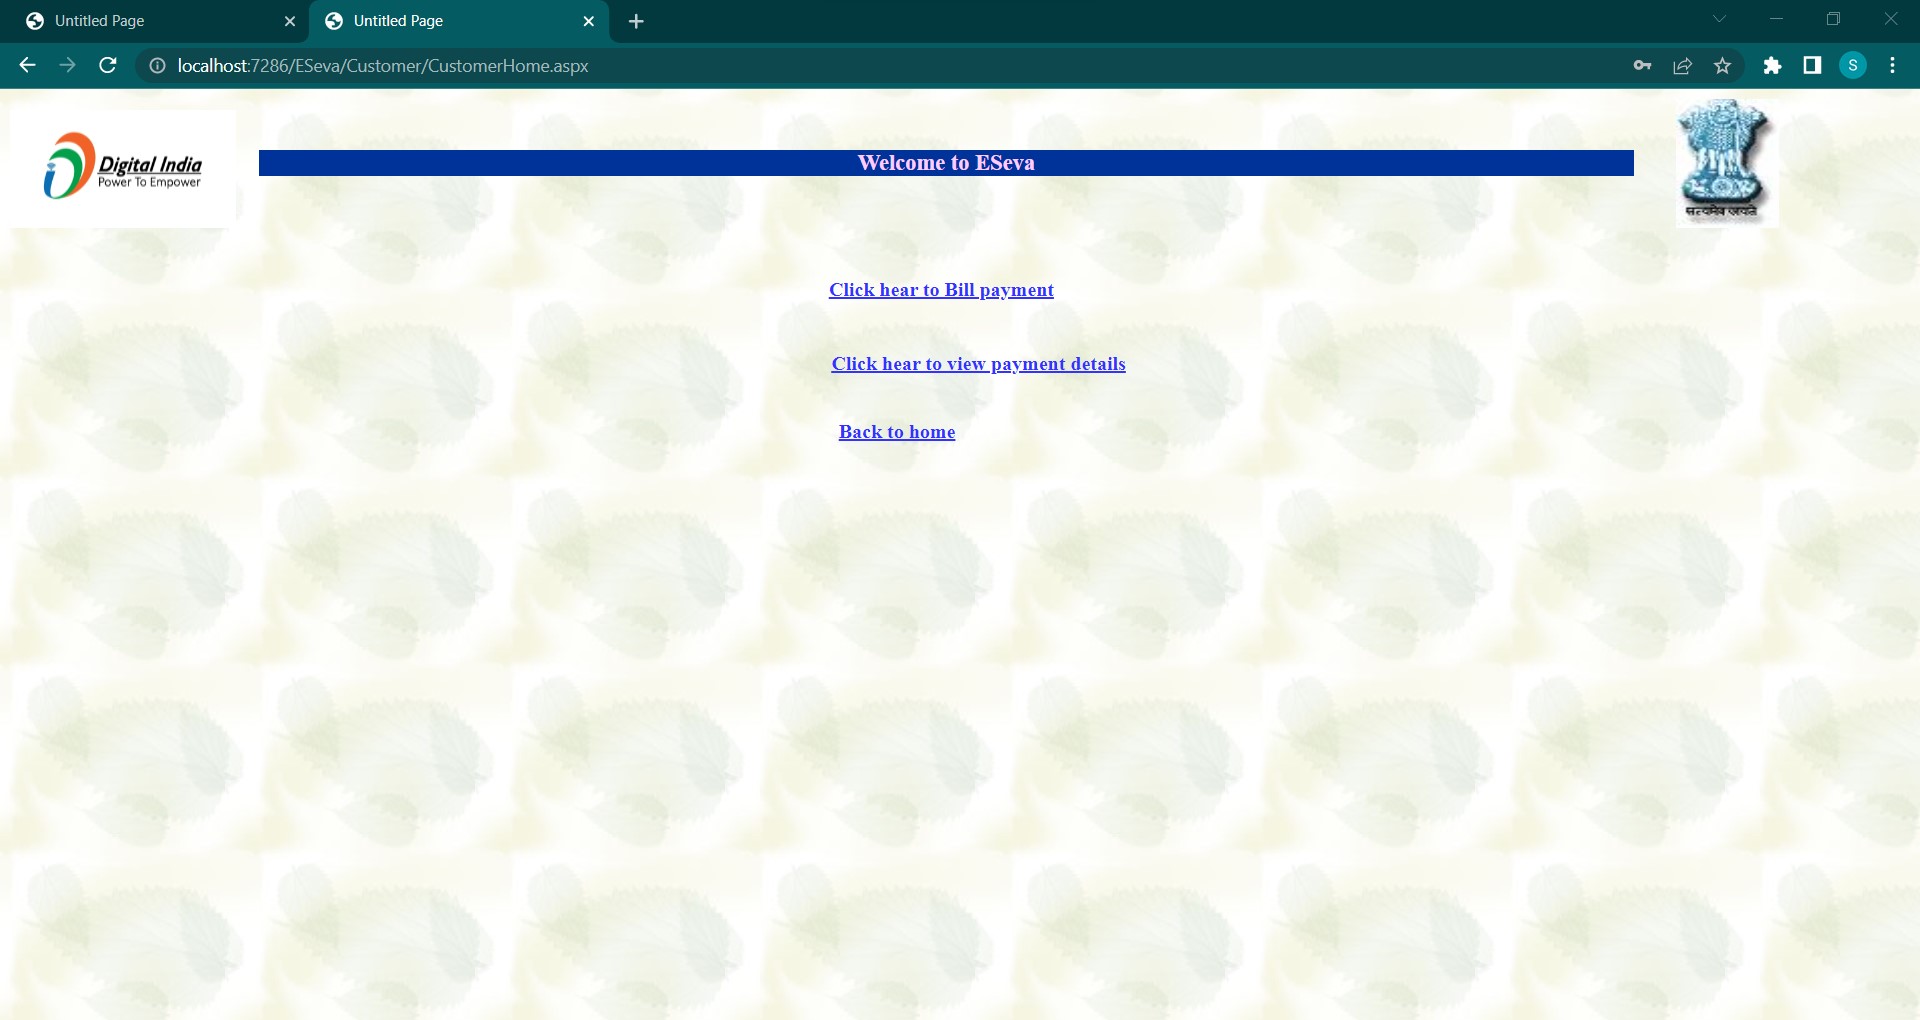 Untitled Page
Untitled Page
localhost:7286/ESeva/Customer/CustomerHome.aspx
S
Digital India
Power To Empower
Welcome to ESeva
सत्यमेव जयते
Click hear to Bill payment
Click hear to view payment details
Back to home